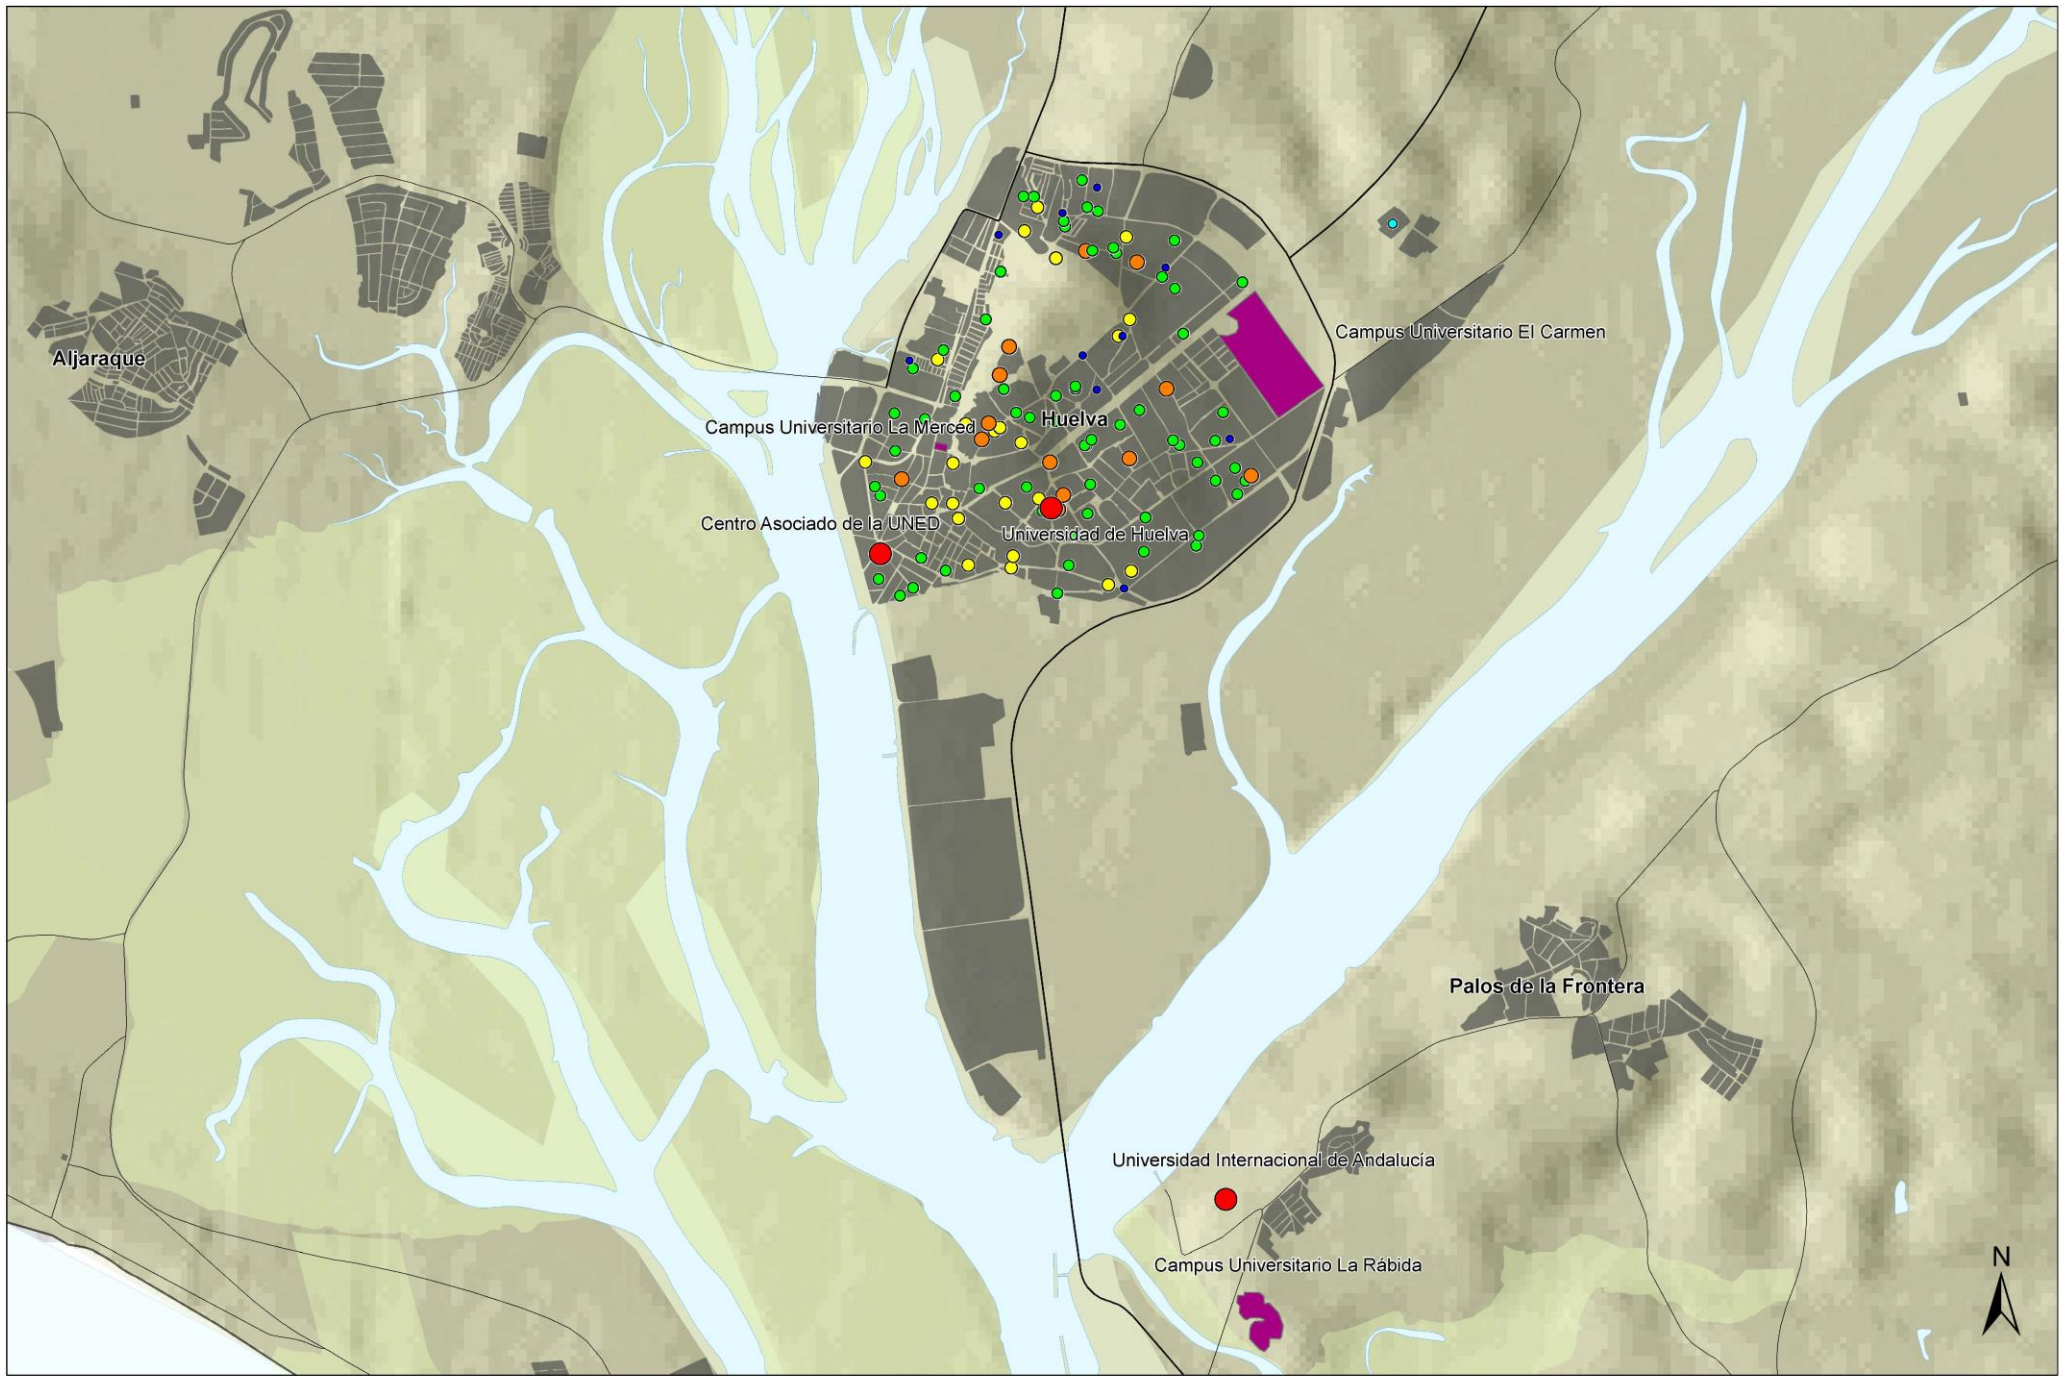 Campus Universitario El Carmen
Aljaraque
Huelva
Campus Universitario La Merced
Centro Asociado de la UNED
Universidad de Huelva
Palos de la Frontera
Universidad Internacional de Andalucía
Campus Universitario La Rábida
N